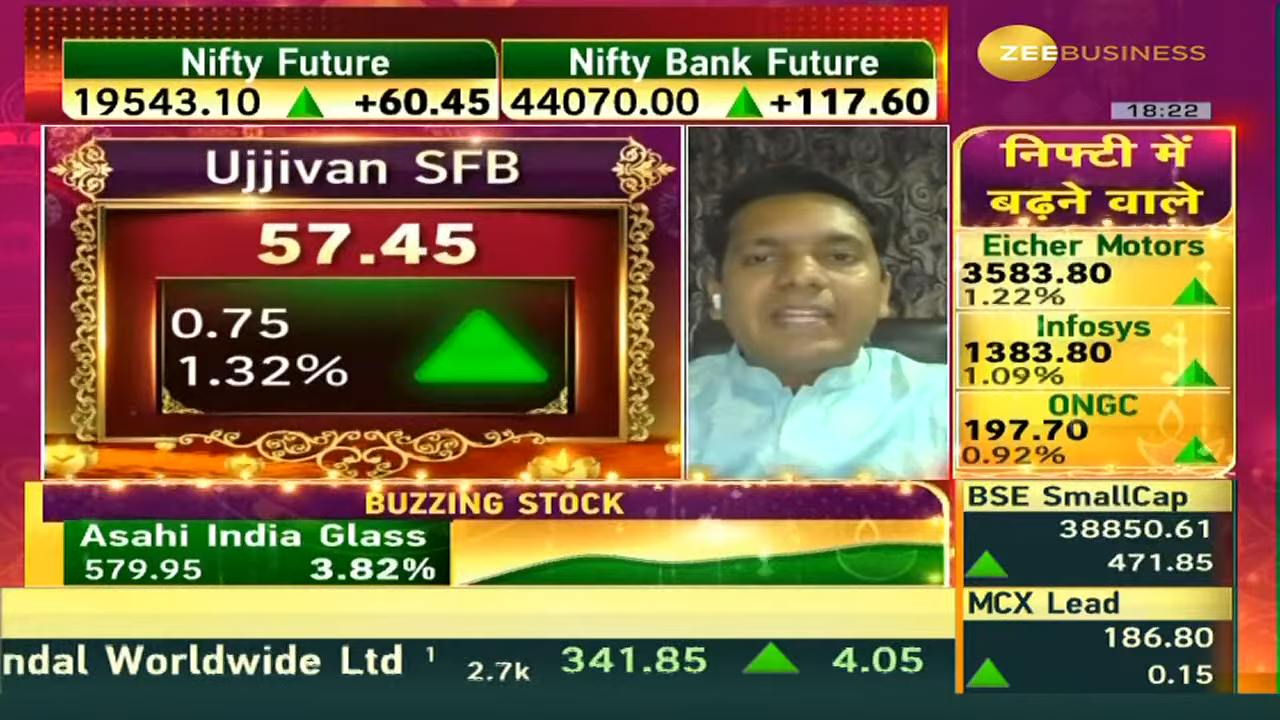 Nifty Future
19543.10 +60.45
Nifty Bank Future
44070.00 +117.60
ZEEBUSINESS
18:22
Ujjivan SFB
57.45
0.75
1.32%
निफ्टी में
बढ़ने वाले
Eicher Motors
3583.80
1.22%
Infosys
1383.80
1.09%
ONGC
197.70
0.92%
BUZZING STOCK
Asahi India Glass
579.95 3.82%
BSE SmallCap
38850.61
471.85
MCX Lead
186.80
0.15
ndal Worldwide Ltd 1 2.7k 341.85 4.05